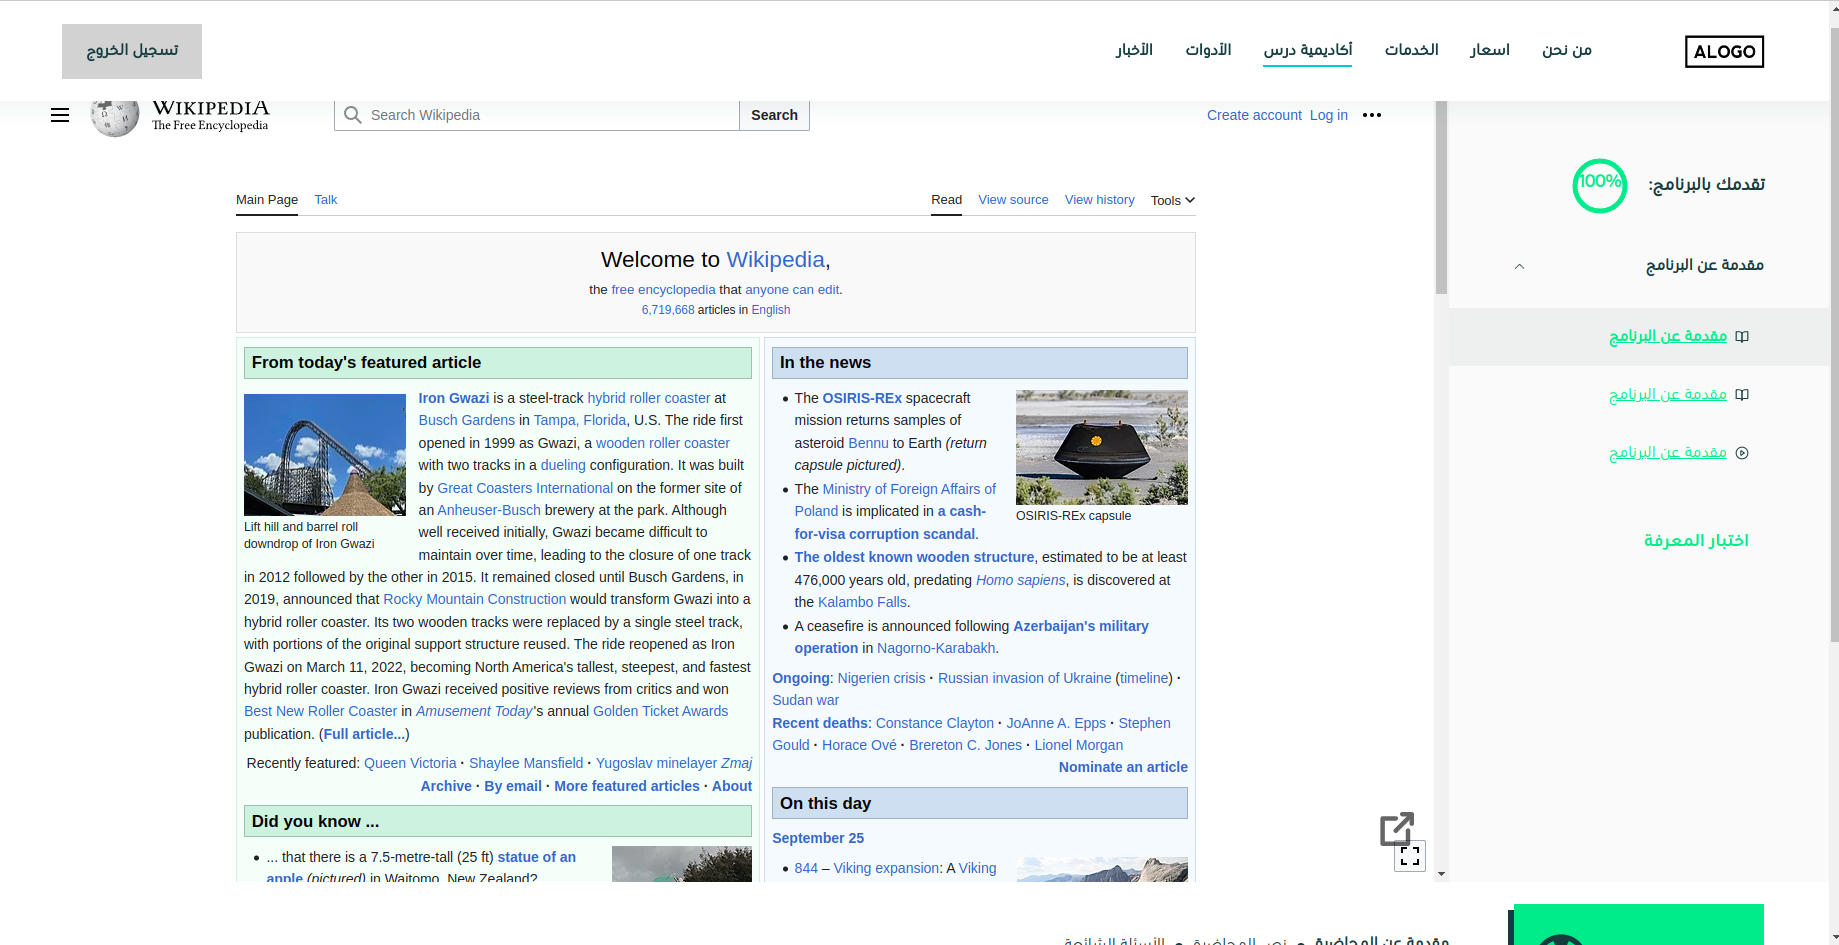 ALOGO
من نحن
اسعار
الخدمات
أكاديمية درس
الأدوات
الأخبار
تسجيل الخروج
WIKIPEDIA
The Free Encyclopedia
Search Wikipedia
Search
Create account Log in
تقدمك بالبرنامج:
100%
مقدمة عن البرنامج
مقدمة عن البرنامج
مقدمة عن البرنامج
مقدمة عن البرنامج
اختبار المعرفة
Main Page Talk
Read View source View history Tools
Welcome to Wikipedia,
the free encyclopedia that anyone can edit.
6,719,668 articles in English
From today's featured article
Lift hill and barrel roll
downdrop of Iron Gwazi
Iron Gwazi is a steel-track hybrid roller coaster at
Busch Gardens in Tampa, Florida, U.S. The ride first
opened in 1999 as Gwazi, a wooden roller coaster
with two tracks in a dueling configuration. It was built
by Great Coasters International on the former site of
an Anheuser-Busch brewery at the park. Although
well received initially, Gwazi became difficult to
maintain over time, leading to the closure of one track
in 2012 followed by the other in 2015. It remained closed until Busch Gardens, in
2019, announced that Rocky Mountain Construction would transform Gwazi into a
hybrid roller coaster. Its two wooden tracks were replaced by a single steel track,
with portions of the original support structure reused. The ride reopened as Iron
Gwazi on March 11, 2022, becoming North America's tallest, steepest, and fastest
hybrid roller coaster. Iron Gwazi received positive reviews from critics and won
Best New Roller Coaster in Amusement Today's annual Golden Ticket Awards
publication. (Full article...)
Recently featured: Queen Victoria · Shaylee Mansfield · Yugoslav minelayer Zmaj
Archive · By email · More featured articles · About
Did you know ...
... that there is a 7.5-metre-tall (25 ft) statue of an
apple (pictured) in Waitomo, New Zealand?
In the news
The OSIRIS-REx spacecraft
mission returns samples of
asteroid Bennu to Earth (return
capsule pictured).
OSIRIS-REx capsule
The Ministry of Foreign Affairs of
Poland is implicated in a cash-
for-visa corruption scandal.
The oldest known wooden structure, estimated to be at least
476,000 years old, predating Homo sapiens, is discovered at
the Kalambo Falls.
A ceasefire is announced following Azerbaijan's military
operation in Nagorno-Karabakh.
Ongoing: Nigerien crisis · Russian invasion of Ukraine (timeline) ·
Sudan war
Recent deaths: Constance Clayton · JoAnne A. Epps · Stephen
Gould · Horace Ové · Brereton C. Jones · Lionel Morgan
Nominate an article
On this day
September 25
844 – Viking expansion: A Viking
مقدمة عن المحاضرة • نص المحاضرة • الأسئلة الشائعة